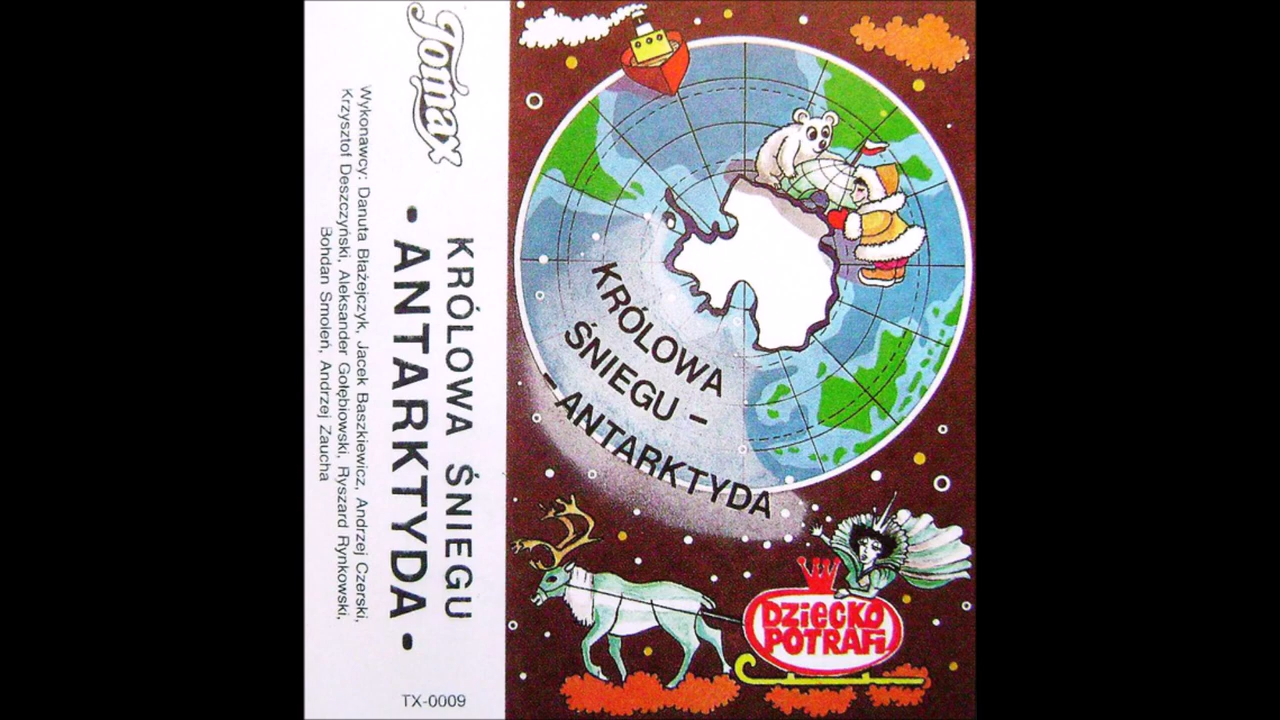 Tomax
KRÓLOWA ŚNIEGU
• ANTARKTYDA •
Wykonawcy: Danuta Błażejczyk, Jacek Baszkiewicz, Andrzej Czerski,
Krzysztof Deszczyński, Aleksander Gołębiowski, Ryszard Rynkowski,
Bohdan Smoleń, Andrzej Zaucha
TX-0009
KRÓLOWA
ŚNIEGU -
- ANTARKTYDA
DZIECKO
POTRAFI